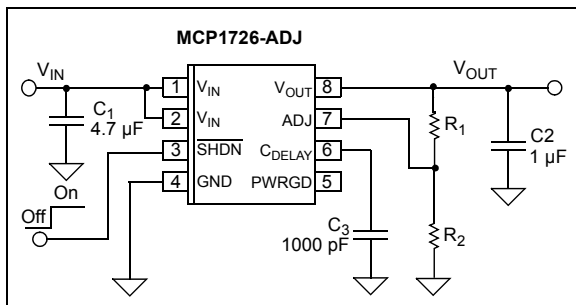 MCP1726-ADJ
V_IN
C_1
4.7 µF
1 V_IN
2 V_IN
3 SHDN
4 GND
V_OUT 8
ADJ 7
C_DELAY 6
PWRGD 5
V_OUT
R_1
R_2
C2
1 µF
C_3
1000 pF
On
Off